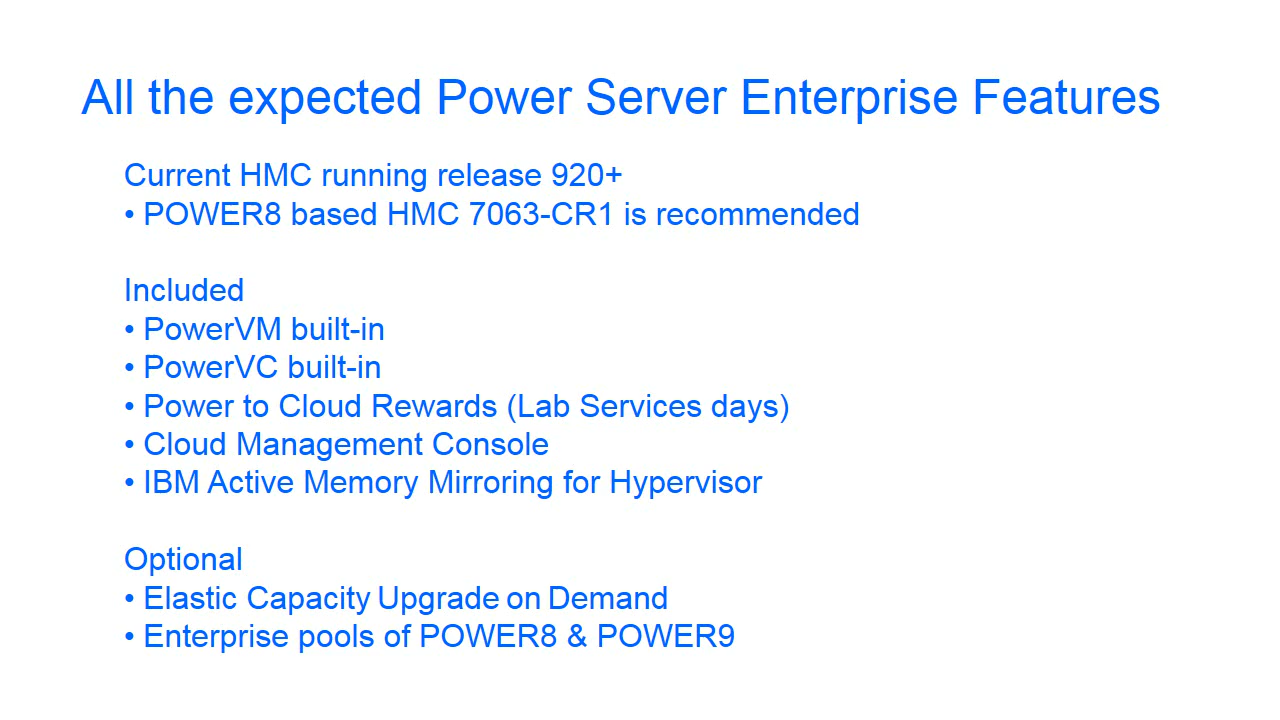 All the expected Power Server Enterprise Features
Current HMC running release 920+
• POWER8 based HMC 7063-CR1 is recommended
Included
• PowerVM built-in
• PowerVC built-in
• Power to Cloud Rewards (Lab Services days)
• Cloud Management Console
• IBM Active Memory Mirroring for Hypervisor
Optional
• Elastic Capacity Upgrade on Demand
• Enterprise pools of POWER8 & POWER9